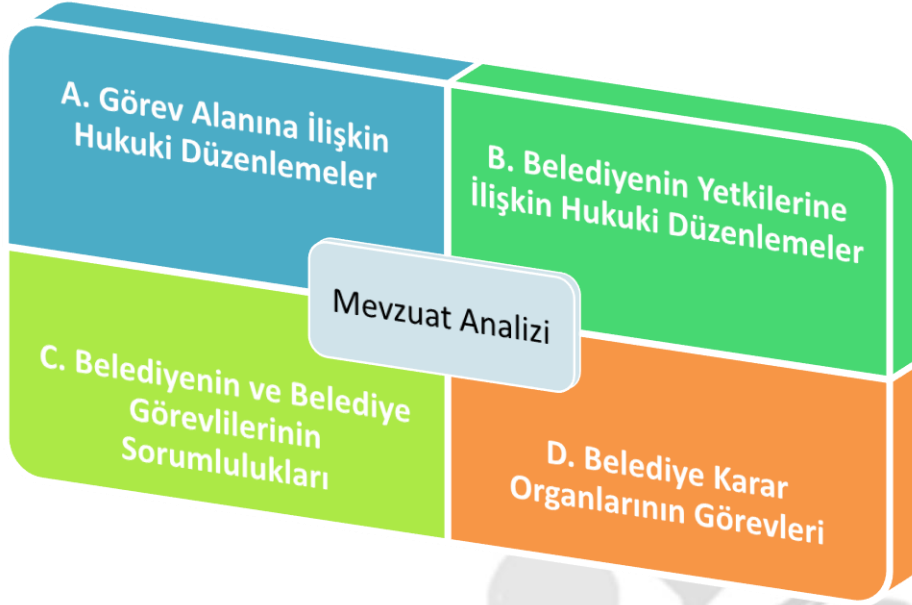 A. Görev Alanına İlişkin
Hukuki Düzenlemeler
B. Belediyenin Yetkilerine
İlişkin Hukuki Düzenlemeler
Mevzuat Analizi
C. Belediyenin ve Belediye
Görevlilerinin
Sorumlulukları
D. Belediye Karar
Organlarının Görevleri